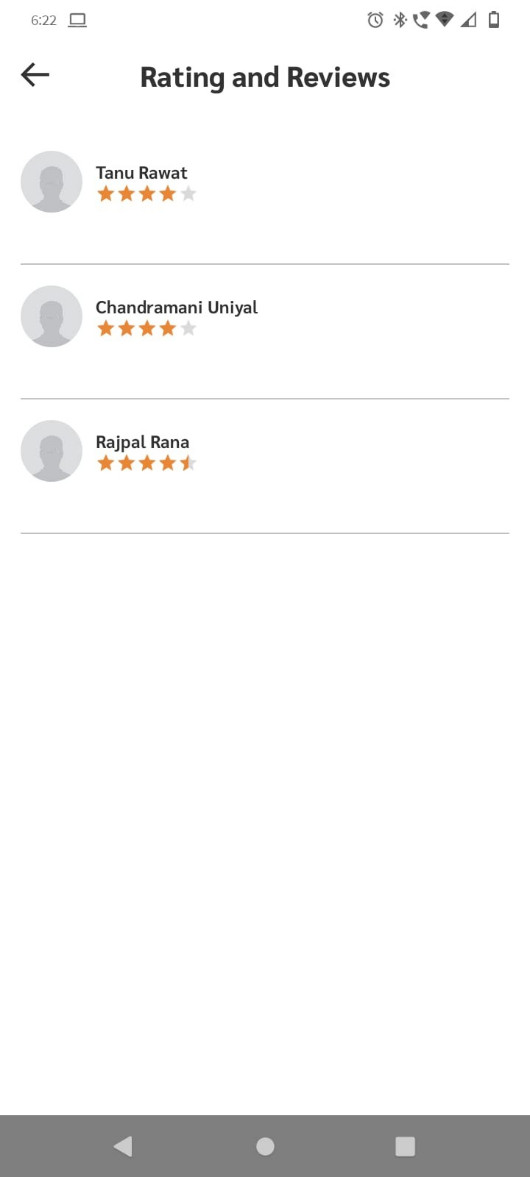 6:22
Rating and Reviews
Tanu Rawat
Chandramani Uniyal
Rajpal Rana